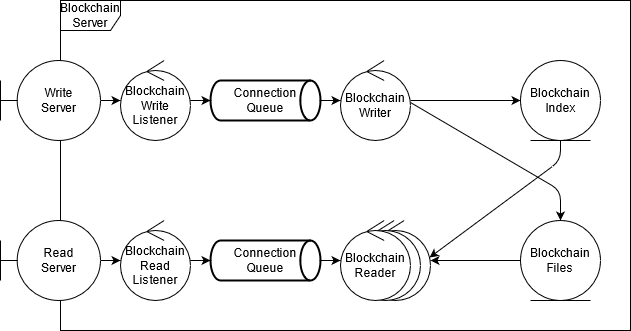 Blockchain
Server
Write
Server
Blockchain
Write
Listener
Connection
Queue
Blockchain
Writer
Blockchain
Index
Read
Server
Blockchain
Read
Listener
Connection
Queue
Blockchain
Reader
Blockchain
Files